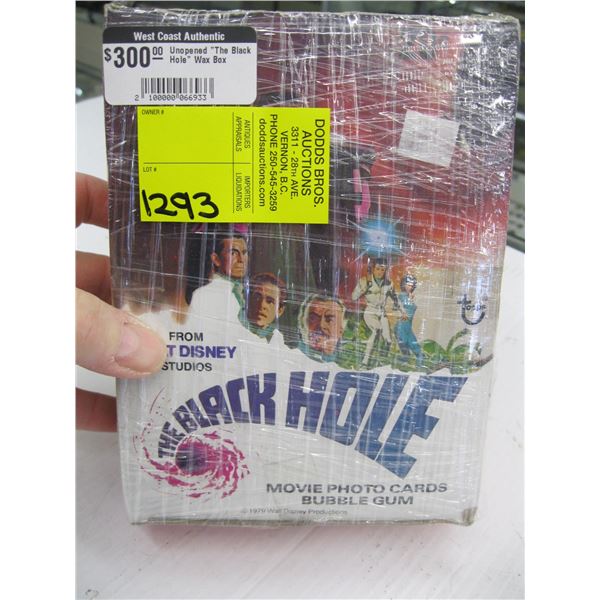 West Coast Authentic
$300.00
Unopened "The Black
Hole" Wax Box
2 100000 066933
OWNER #
LOT #
1293
ANTIQUES
APPRAISALS
IMPORTERS
LIQUIDATIONS
DODDS BROS.
AUCTIONS
3311 - 28TH AVE.
VERNON, B.C.
PHONE 250-545-3259
doddsauctions.com
topps
FROM
T DISNEY
STUDIOS
THE BLACK HOLE
MOVIE PHOTO CARDS
BUBBLE GUM
© 1979 Walt Disney Productions